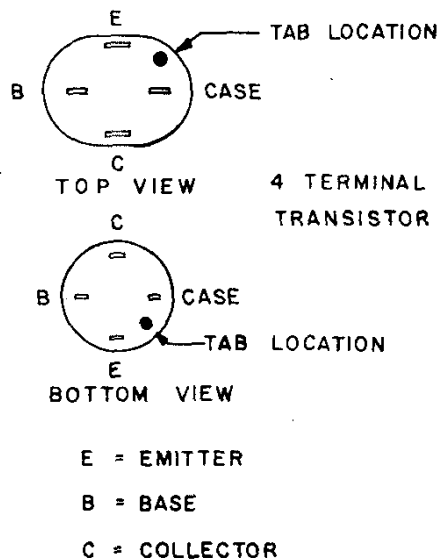 E
TAB LOCATION
B
CASE
C
TOP VIEW
4 TERMINAL
TRANSISTOR
C
B
CASE
TAB LOCATION
E
BOTTOM VIEW
E = EMITTER
B = BASE
C = COLLECTOR